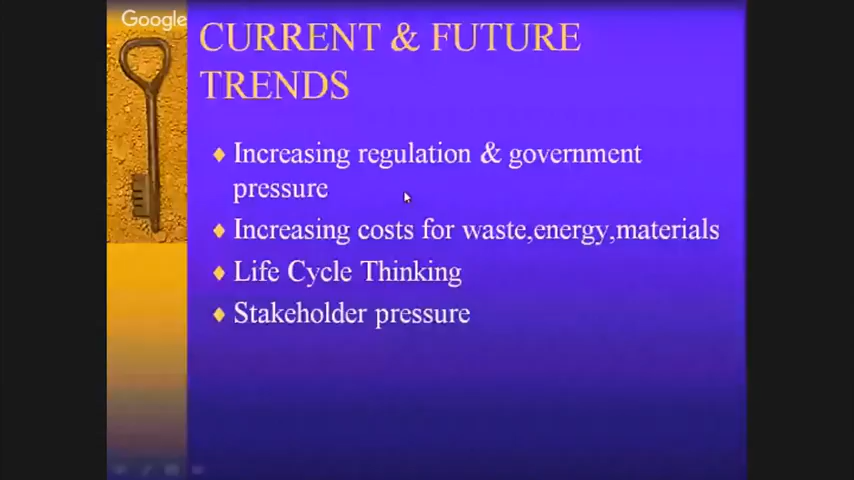 Google
CURRENT & FUTURE
TRENDS
Increasing regulation & government
pressure
Increasing costs for waste,energy,materials
Life Cycle Thinking
Stakeholder pressure